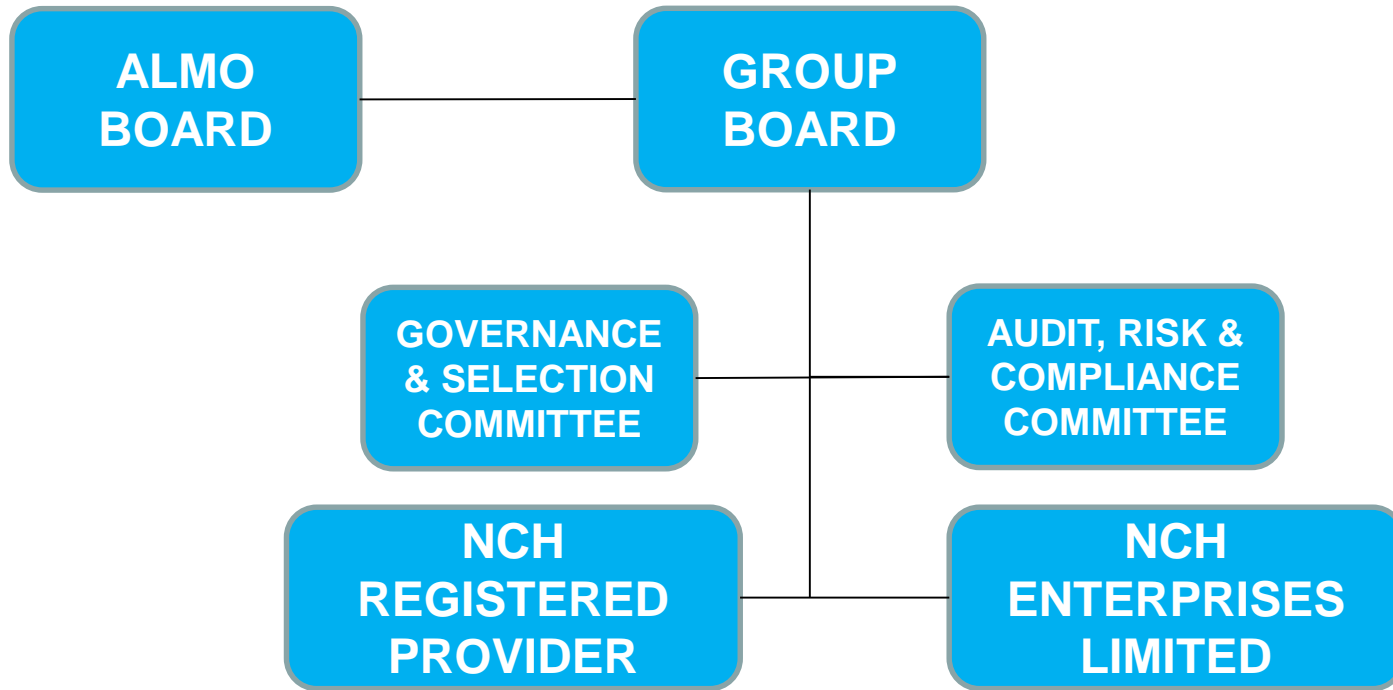 ALMO
BOARD
GROUP
BOARD
GOVERNANCE
& SELECTION
COMMITTEE
AUDIT, RISK &
COMPLIANCE
COMMITTEE
NCH
REGISTERED
PROVIDER
NCH
ENTERPRISES
LIMITED